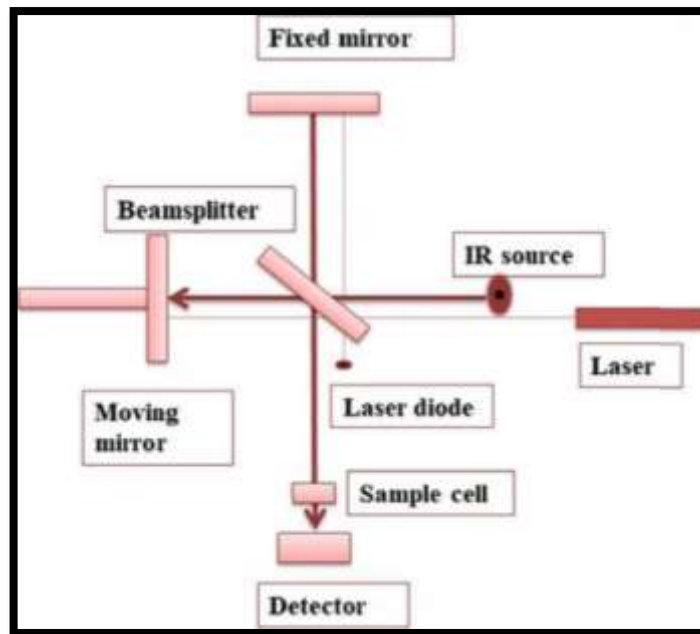 Fixed mirror
Beamsplitter
IR source
Laser
Laser diode
Moving
mirror
Sample cell
Detector